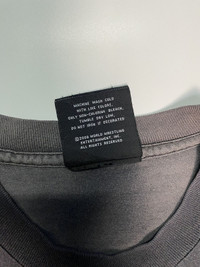 MACHINE WASH COLD
WITH LIKE COLORS.
ONLY NON-CHLORINE BLEACH.
TUMBLE DRY LOW.
DO NOT IRON IF DECORATED
©2008 WORLD WRESTLING
ENTERTAINMENT, INC.
ALL RIGHTS RESERVED